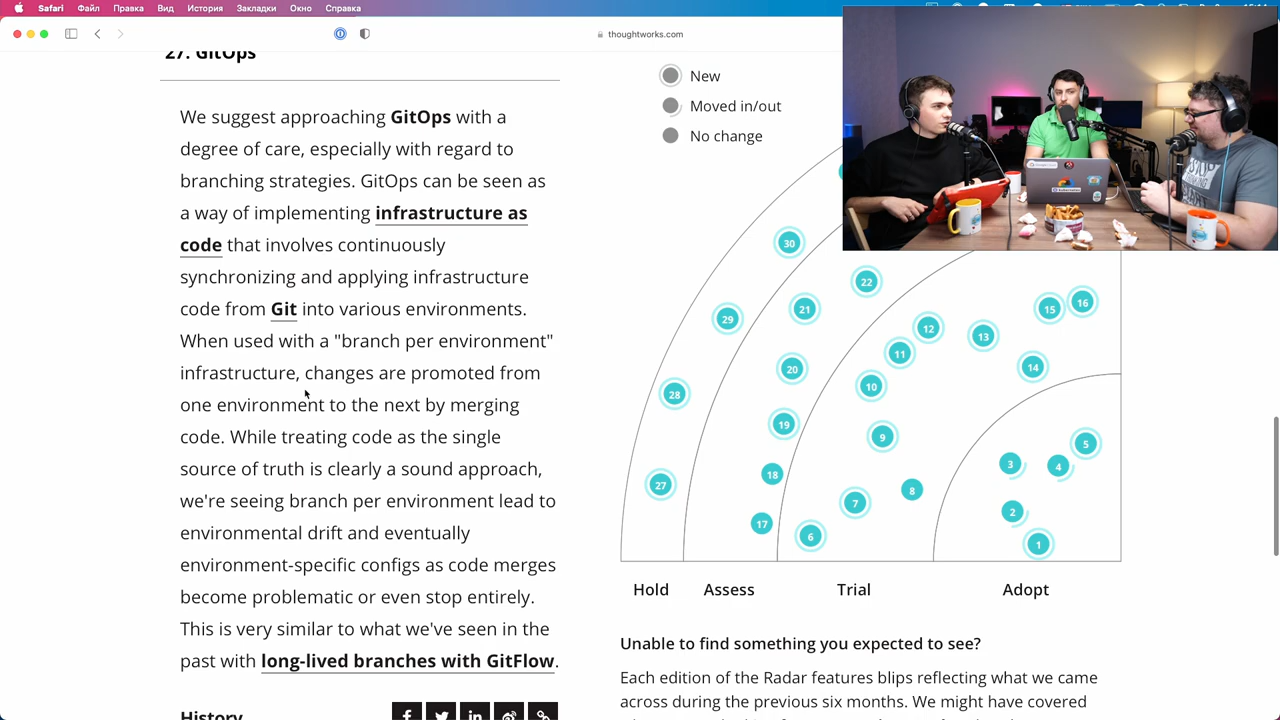 Safari Файл Правка Вид История Закладки Окно Справка
thoughtworks.com
27. GitOps
We suggest approaching GitOps with a
degree of care, especially with regard to
branching strategies. GitOps can be seen as
a way of implementing infrastructure as
code that involves continuously
synchronizing and applying infrastructure
code from Git into various environments.
When used with a "branch per environment"
infrastructure, changes are promoted from
one environment to the next by merging
code. While treating code as the single
source of truth is clearly a sound approach,
we're seeing branch per environment lead to
environmental drift and eventually
environment-specific configs as code merges
become problematic or even stop entirely.
This is very similar to what we've seen in the
past with long-lived branches with GitFlow.
History
New
Moved in/out
No change
30
22
29
21
12
13
15
16
11
20
14
10
28
19
9
5
3
4
18
27
8
7
2
17
6
1
Hold Assess Trial Adopt
Unable to find something you expected to see?
Each edition of the Radar features blips reflecting what we came
across during the previous six months. We might have covered